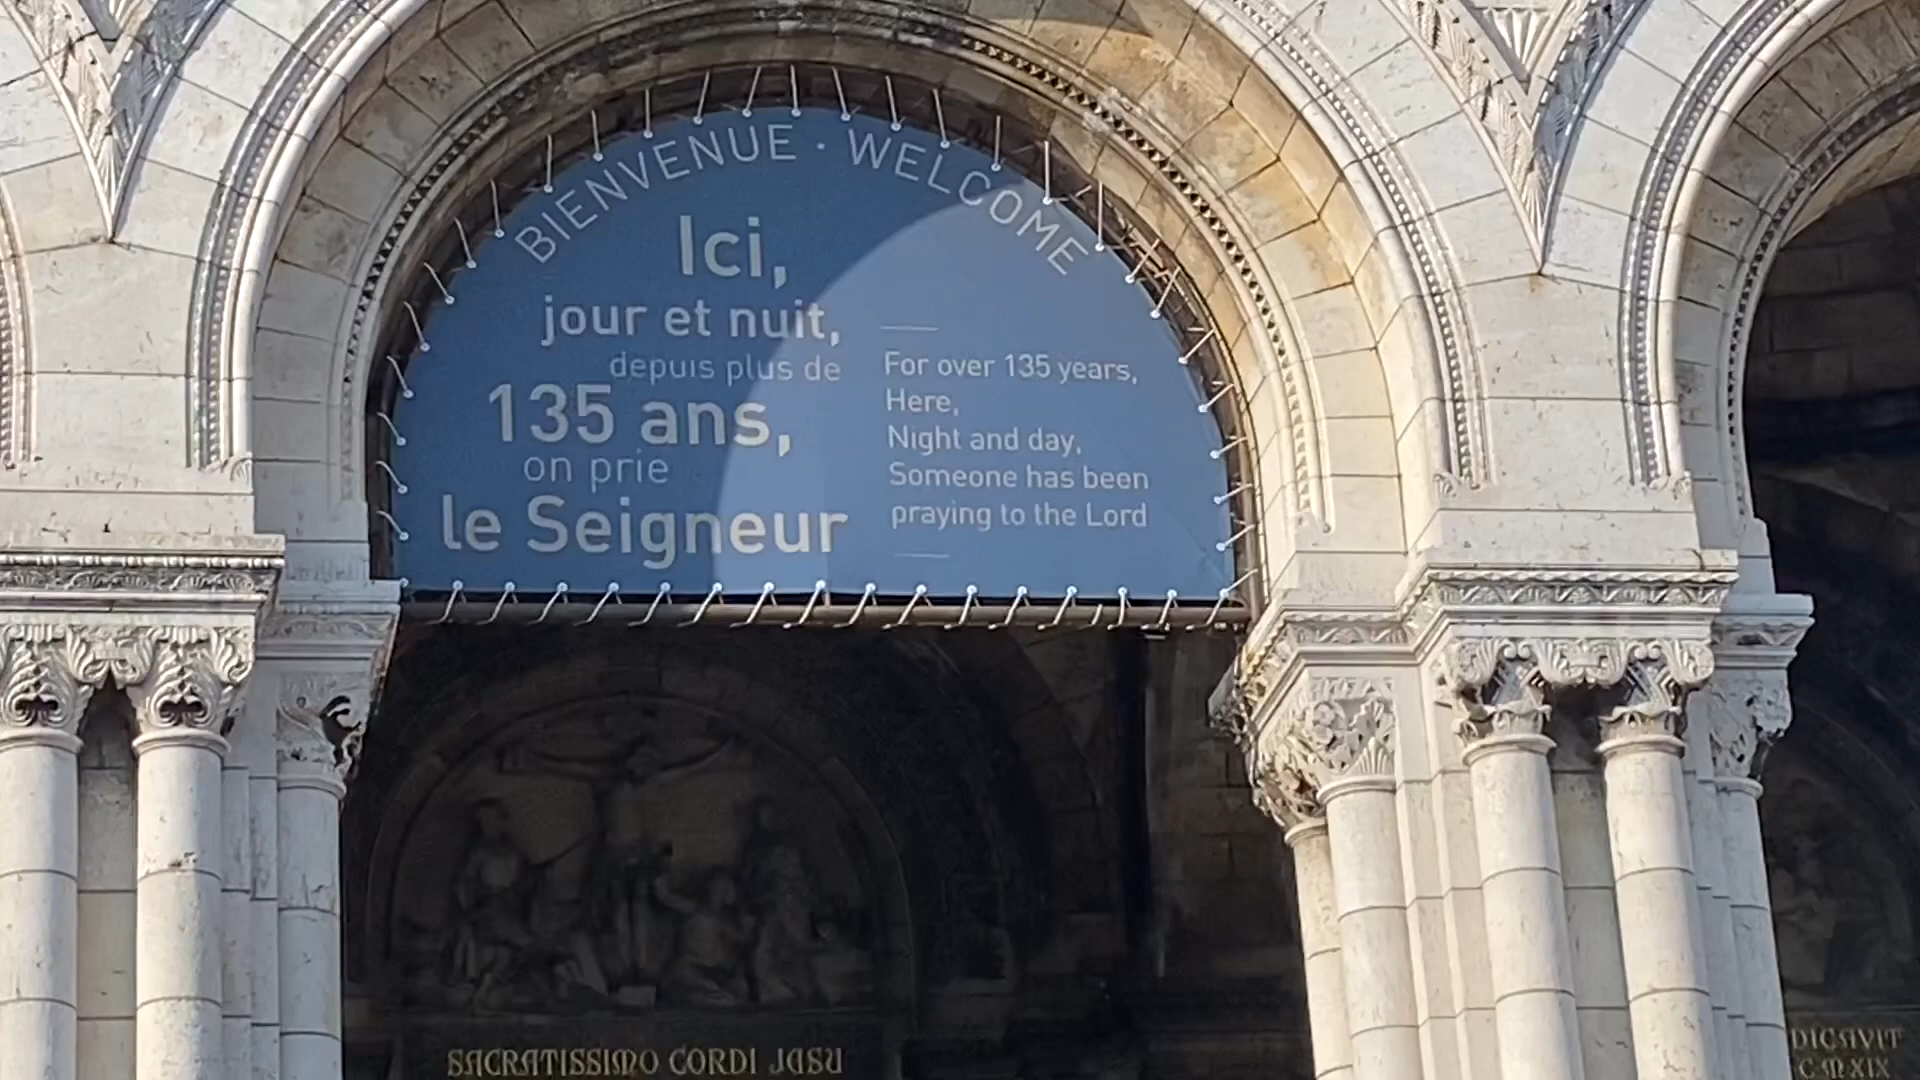 BIENVENUE · WELCOME
Ici,
jour et nuit,
depuis plus de
135 ans,
on prie
le Seigneur
For over 135 years,
Here,
Night and day,
Someone has been
praying to the Lord
SACRATISSIMO CORDI JESU
DICAVIT
C M XIX